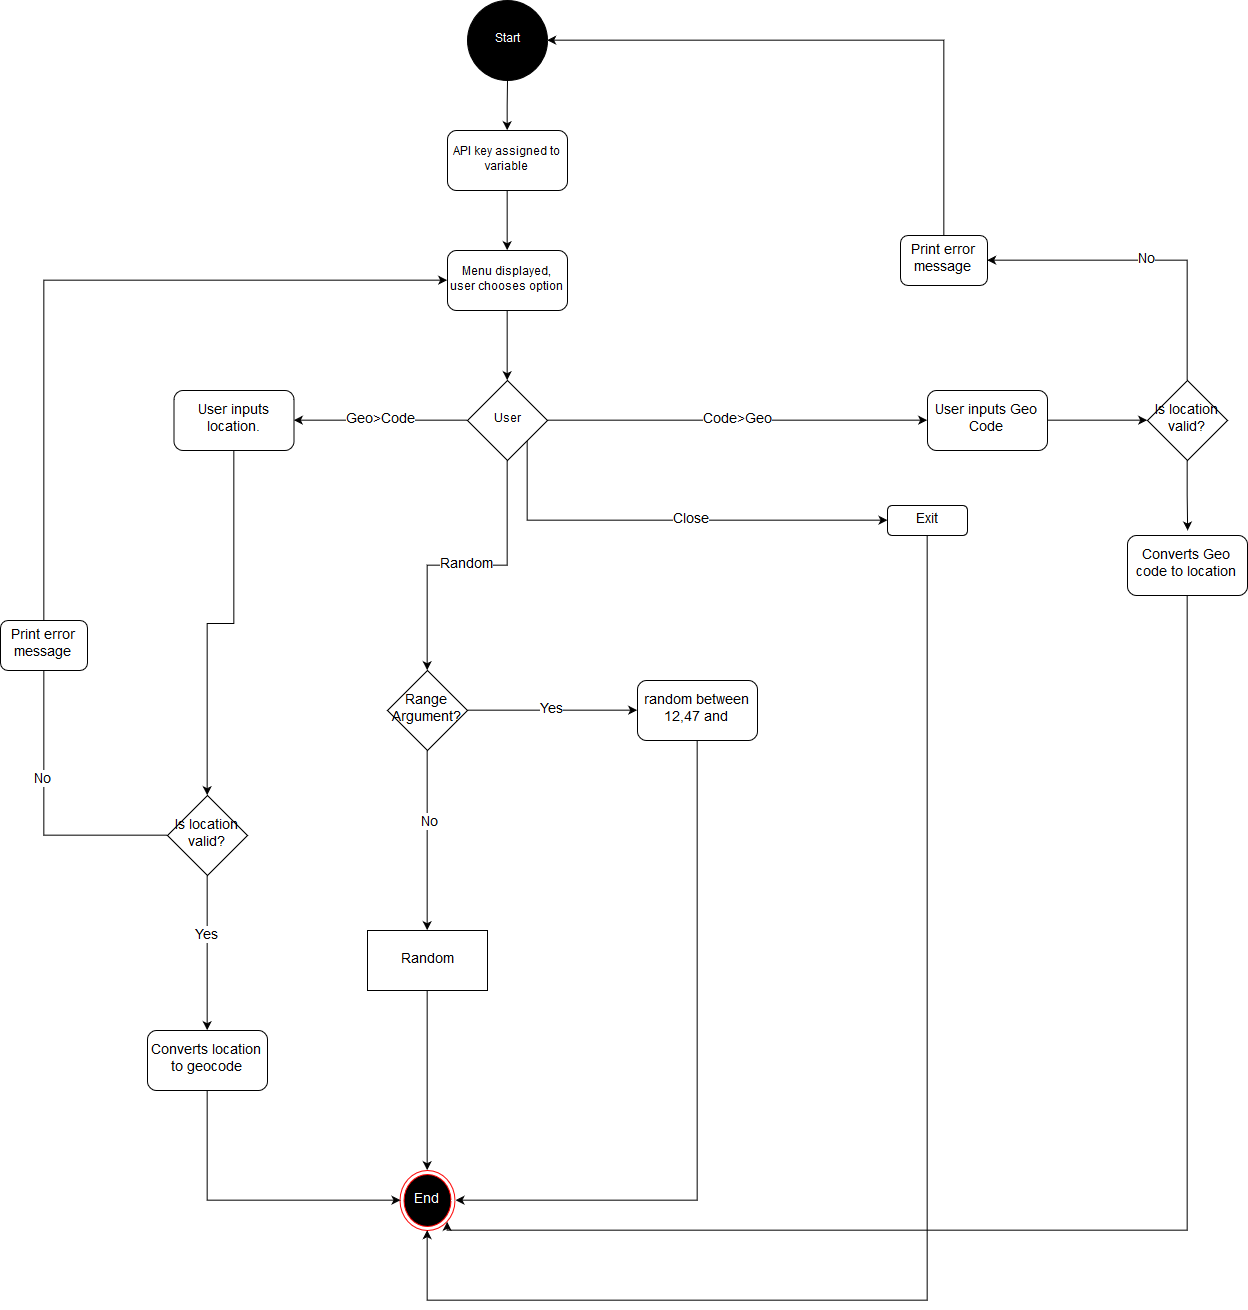 Start
API key assigned to
variable
Menu displayed,
user chooses option
Print error
message
No
User inputs
location.
Geo>Code
User
Code>Geo
User inputs Geo
Code
Is location
valid?
Close
Exit
Random
Converts Geo
code to location
Print error
message
Range
Argument?
Yes
random between
12,47 and
No
No
Is location
valid?
Yes
Random
Converts location
to geocode
End